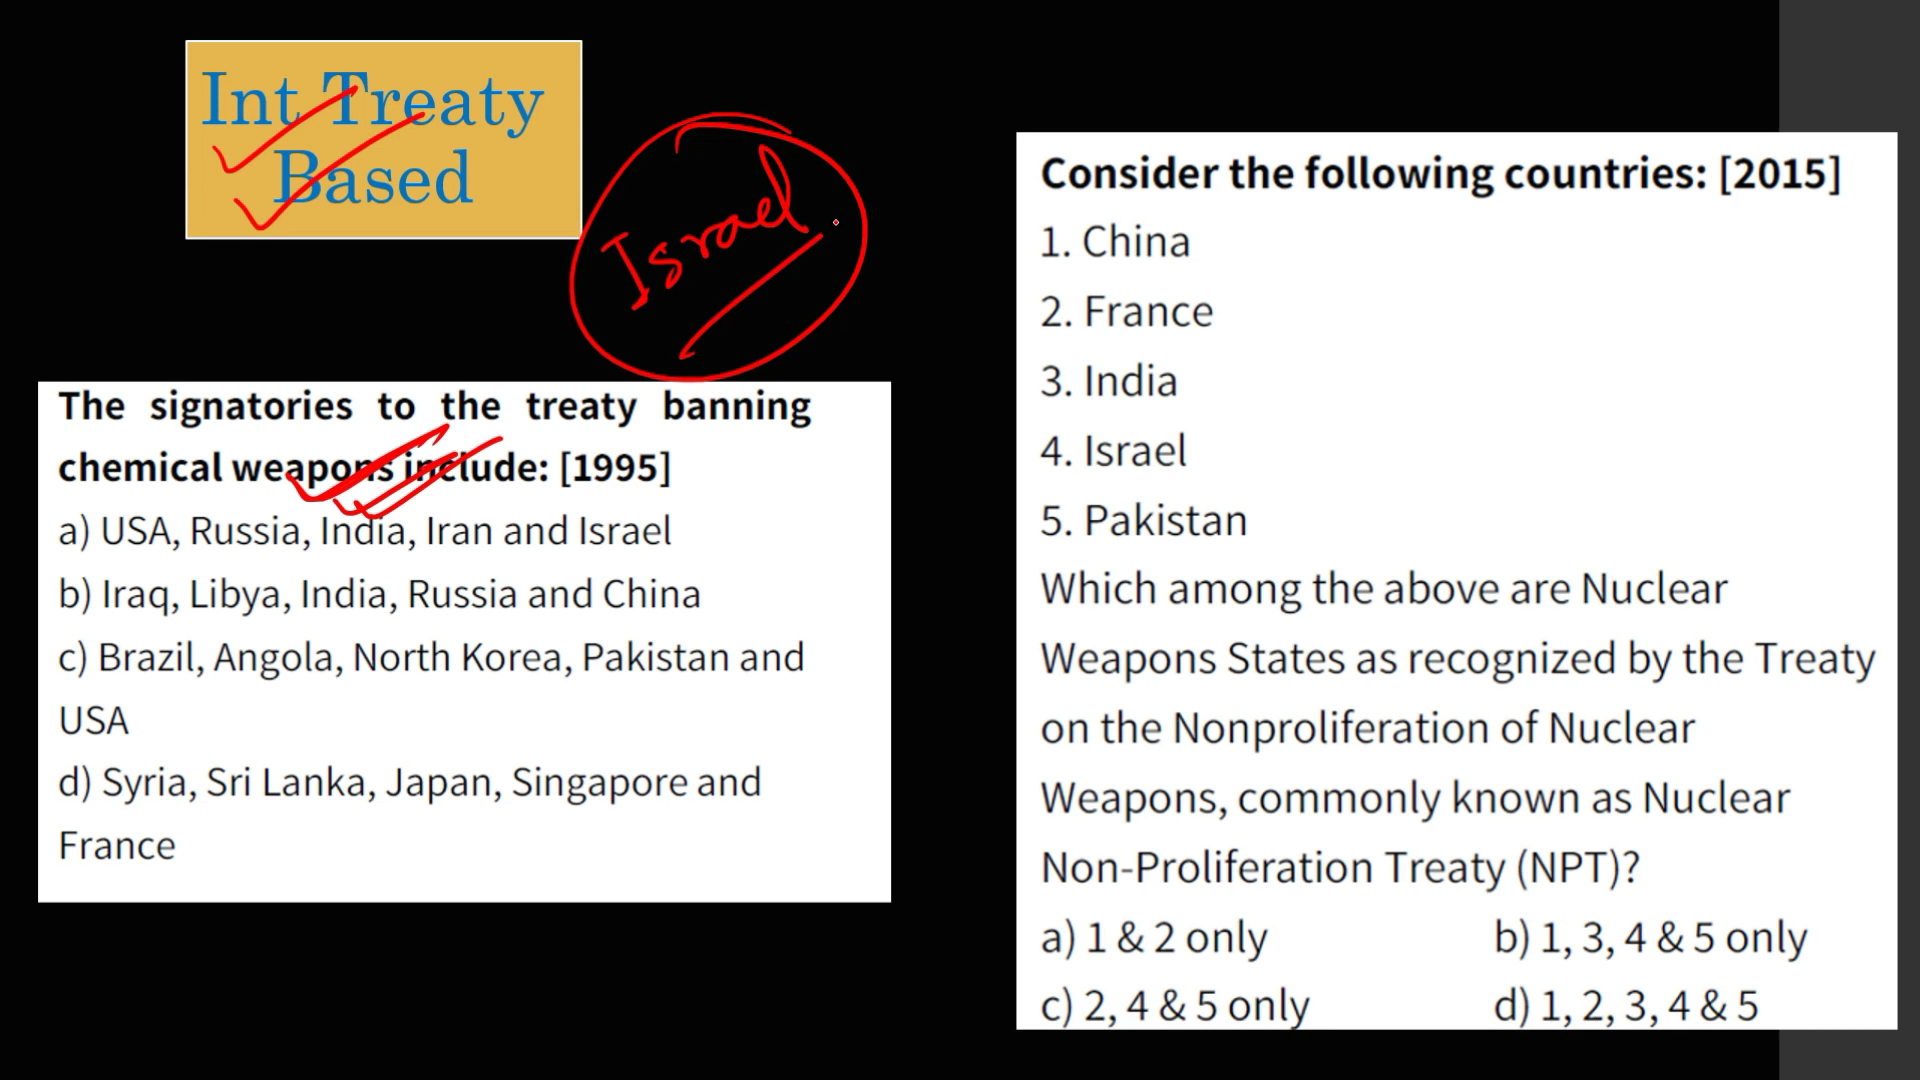 Int Treaty
Based
Israel
The signatories to the treaty banning
chemical weapons include: [1995]
a) USA, Russia, India, Iran and Israel
b) Iraq, Libya, India, Russia and China
c) Brazil, Angola, North Korea, Pakistan and
USA
d) Syria, Sri Lanka, Japan, Singapore and
France
Consider the following countries: [2015]
1. China
2. France
3. India
4. Israel
5. Pakistan
Which among the above are Nuclear
Weapons States as recognized by the Treaty
on the Nonproliferation of Nuclear
Weapons, commonly known as Nuclear
Non-Proliferation Treaty (NPT)?
a) 1 & 2 only b) 1, 3, 4 & 5 only
c) 2, 4 & 5 only d) 1, 2, 3, 4 & 5